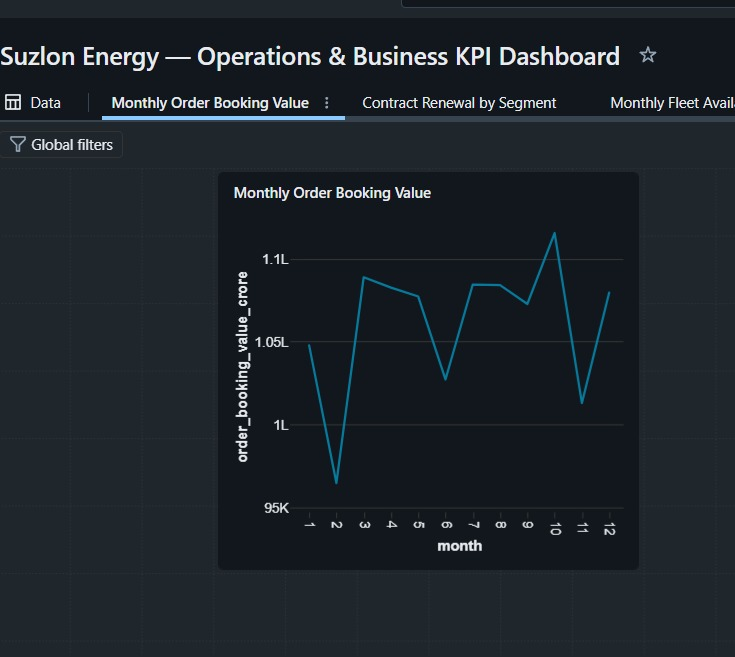 Suzlon Energy — Operations & Business KPI Dashboard
Data
Monthly Order Booking Value
Contract Renewal by Segment
Monthly Fleet Avail
Global filters
Monthly Order Booking Value
order_booking_value_crore
1.1L
1.05L
1L
95K
1 2 3 4 5 6 7 8 9 10 11 12
month